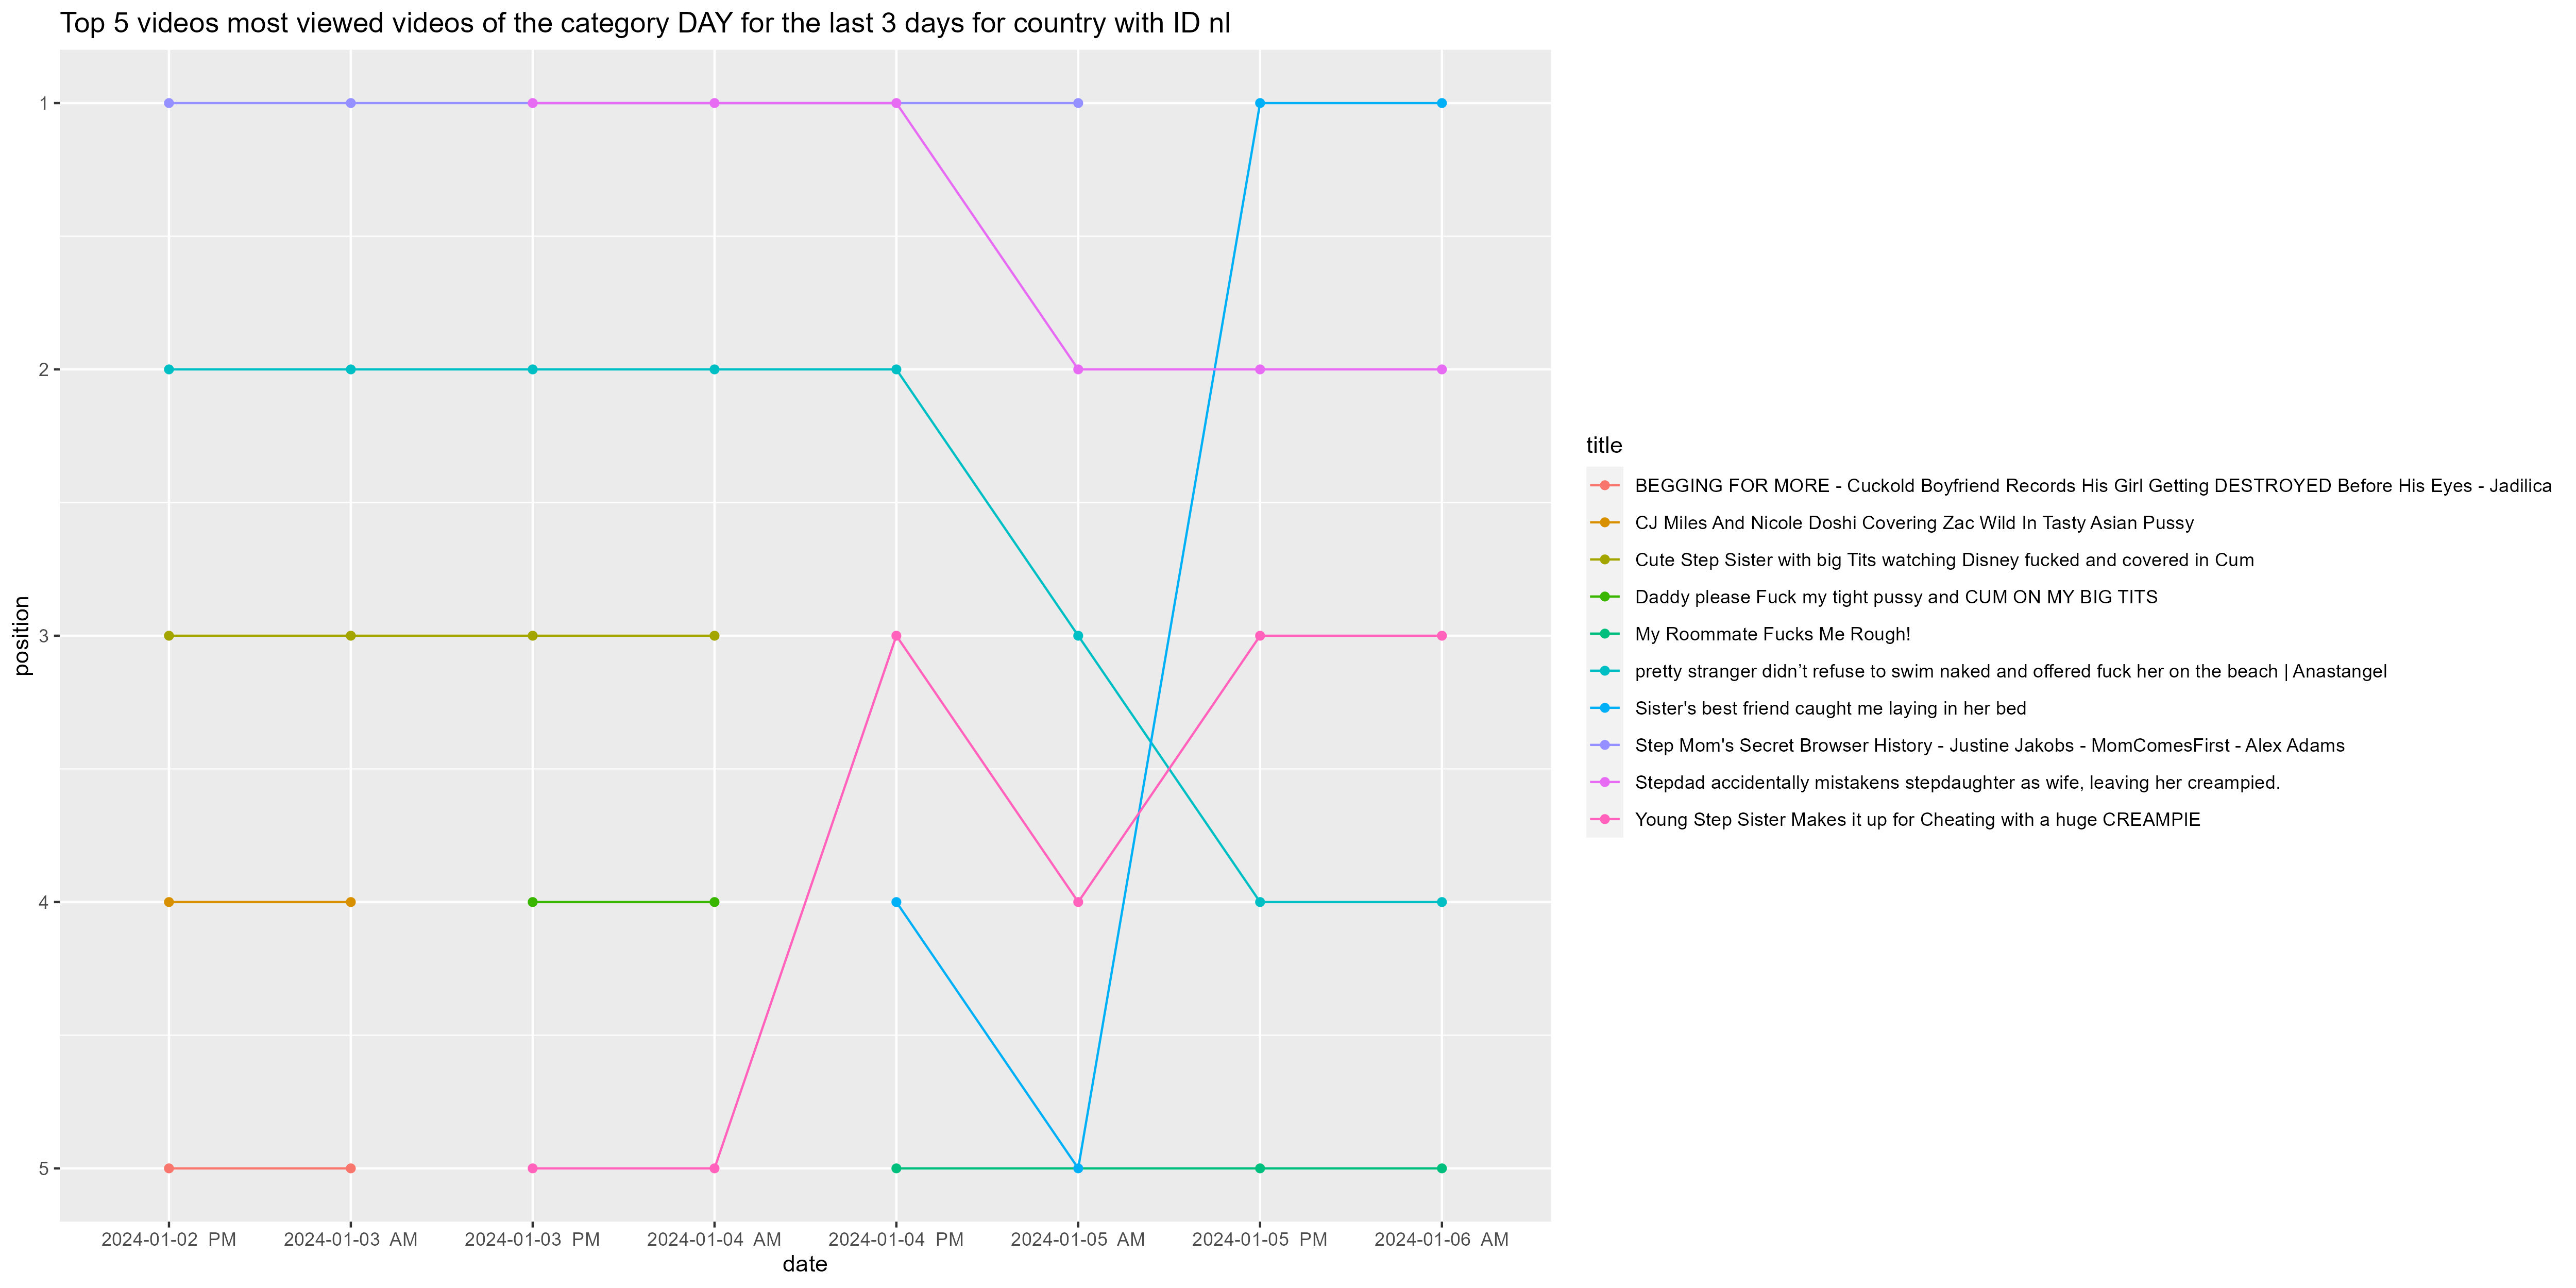 Top 5 videos most viewed videos of the category DAY for the last 3 days for country with ID nl
position
1
2
3
4
5
2024-01-02 PM
2024-01-03 AM
2024-01-03 PM
2024-01-04 AM
2024-01-04 PM
2024-01-05 AM
2024-01-05 PM
2024-01-06 AM
date
title
BEGGING FOR MORE - Cuckold Boyfriend Records His Girl Getting DESTROYED Before His Eyes - Jadilica
CJ Miles And Nicole Doshi Covering Zac Wild In Tasty Asian Pussy
Cute Step Sister with big Tits watching Disney fucked and covered in Cum
Daddy please Fuck my tight pussy and CUM ON MY BIG TITS
My Roommate Fucks Me Rough!
pretty stranger didn’t refuse to swim naked and offered fuck her on the beach | Anastangel
Sister's best friend caught me laying in her bed
Step Mom's Secret Browser History - Justine Jakobs - MomComesFirst - Alex Adams
Stepdad accidentally mistakens stepdaughter as wife, leaving her creampied.
Young Step Sister Makes it up for Cheating with a huge CREAMPIE